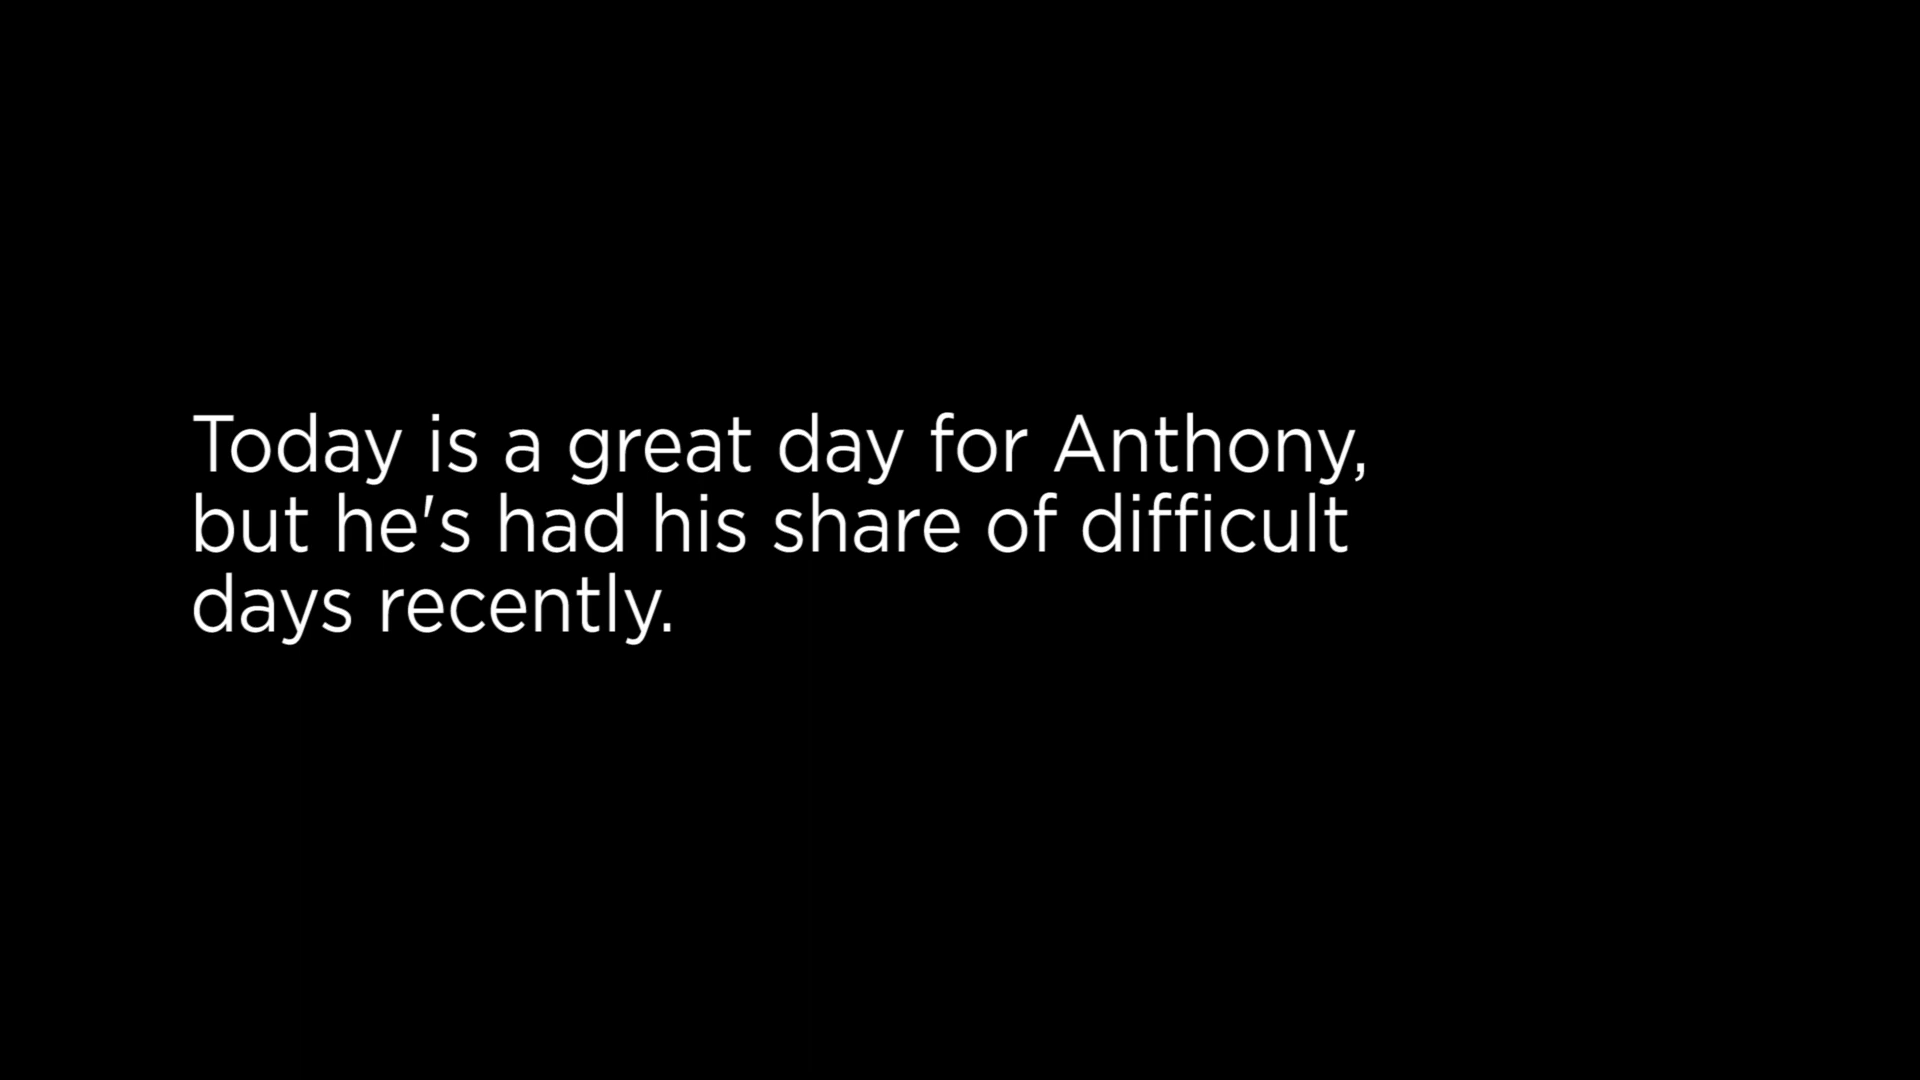 Today is a great day for Anthony,
but he's had his share of difficult
days recently.